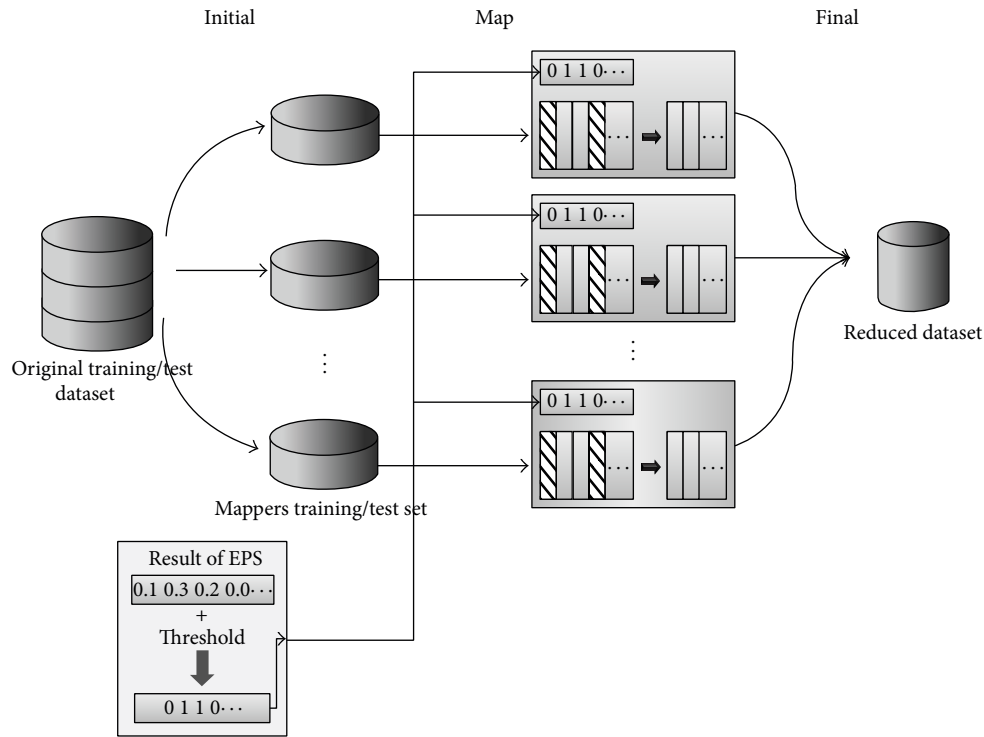 Initial
Map
Final
0 1 1 0···
···
···
0 1 1 0···
···
···
Original training/test
dataset
⋮
⋮
Reduced dataset
0 1 1 0···
···
···
Mappers training/test set
Result of EPS
0.1 0.3 0.2 0.0···
+
Threshold
0 1 1 0···